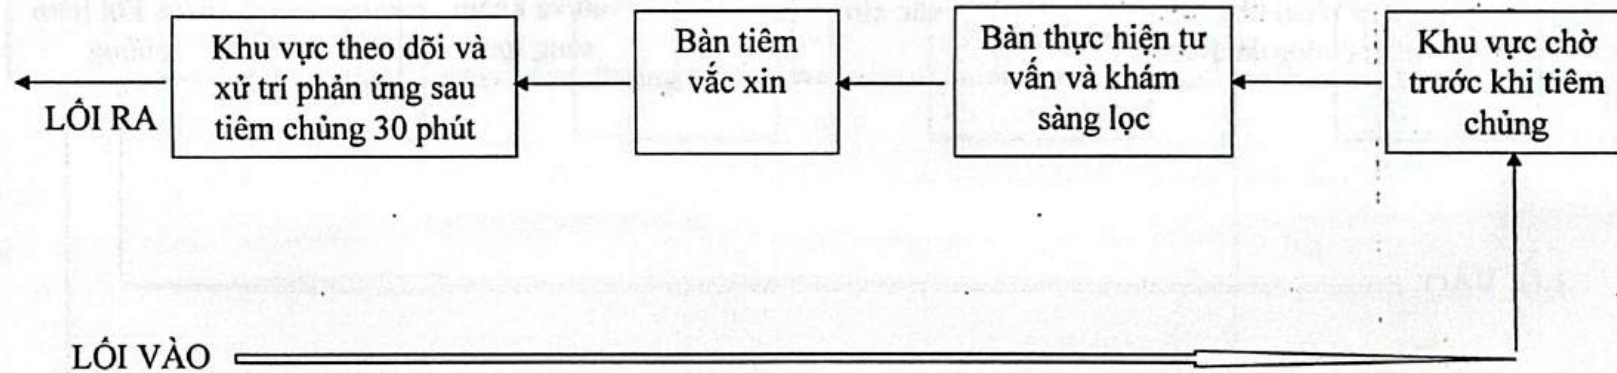 Khu vực theo dõi và
xử trí phản ứng sau
tiêm chủng 30 phút
Bàn tiêm
vắc xin
Bàn thực hiện tư
vấn và khám
sàng lọc
Khu vực chờ
trước khi tiêm
chủng
LỐI RA
LỐI VÀO